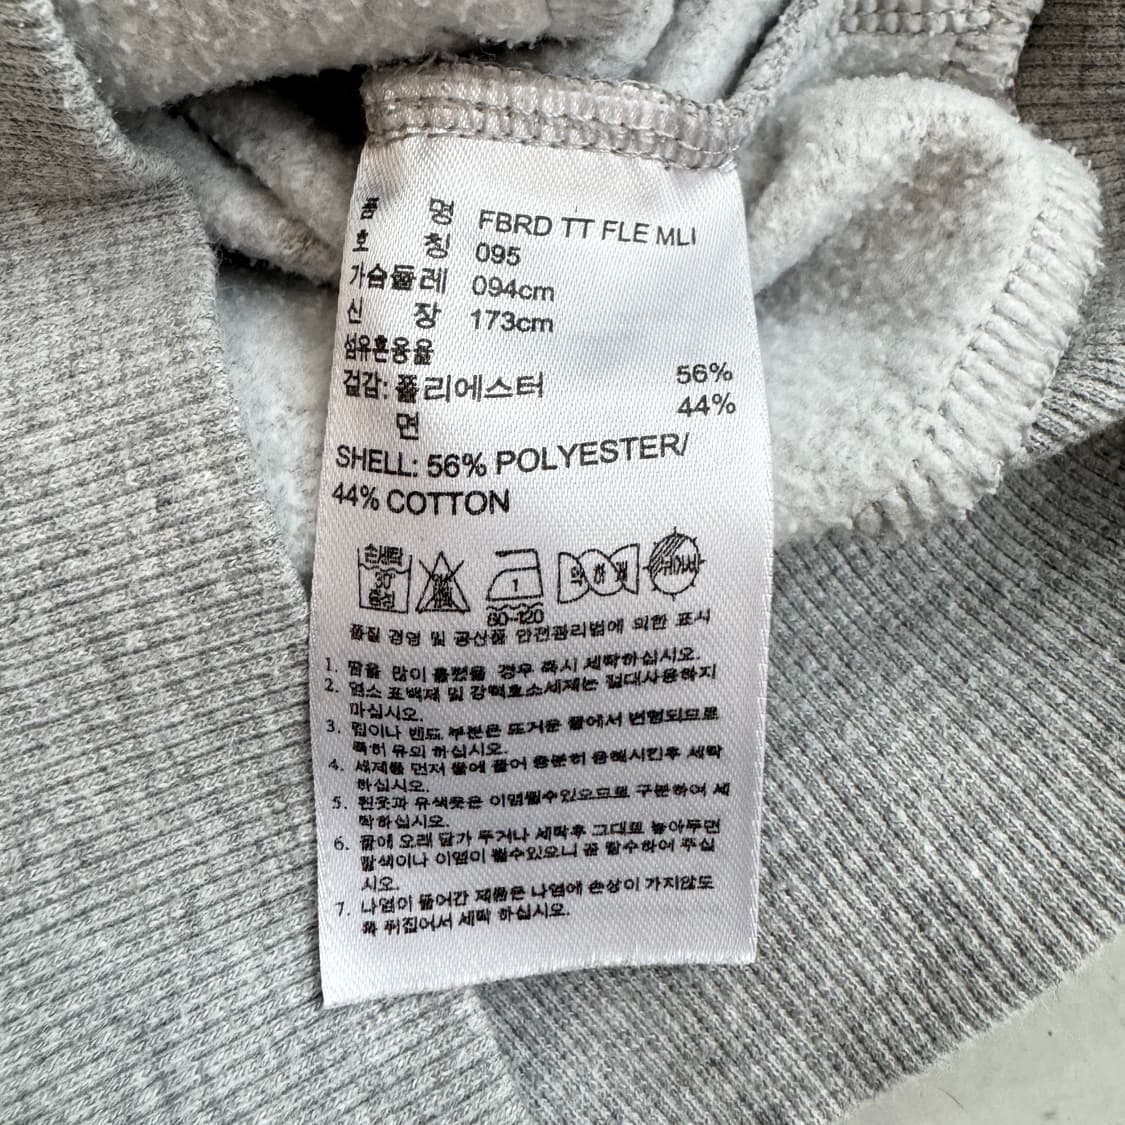 품 명 FBRD TT FLE MLI
호 칭 095
가슴둘레 094cm
신 장 173cm
섬유혼용율
겉감: 폴리에스터 56%
면 44%
SHELL: 56% POLYESTER/
44% COTTON
손세탁
30°
중성
1
80~120
약하게
뉘어서
품질 경영 및 공산품 안전관리법에 의한 표시
1. 땀을 많이 흘렸을 경우 즉시 세탁하십시오.
2. 염소 표백제 및 강력효소세제는 절대사용하지
마십시오.
3. 립이나 밴드 부분은 뜨거운 물에서 변형되므로
특히 유의 하십시오.
4. 세제를 먼저 물에 풀어 충분히 용해시킨후 세탁
하십시오.
5. 흰옷과 유색옷은 이염될수있으므로 구분하여 세
탁하십시오.
6. 물에 오래 담가 두거나 세탁후 그대로 놓아두면
탈색이나 이염이 될수있으니 꼭 탈수하여 주십
시오.
7. 나염이 들어간 제품은 나염에 손상이 가지않도
록 뒤집어서 세탁 하십시오.